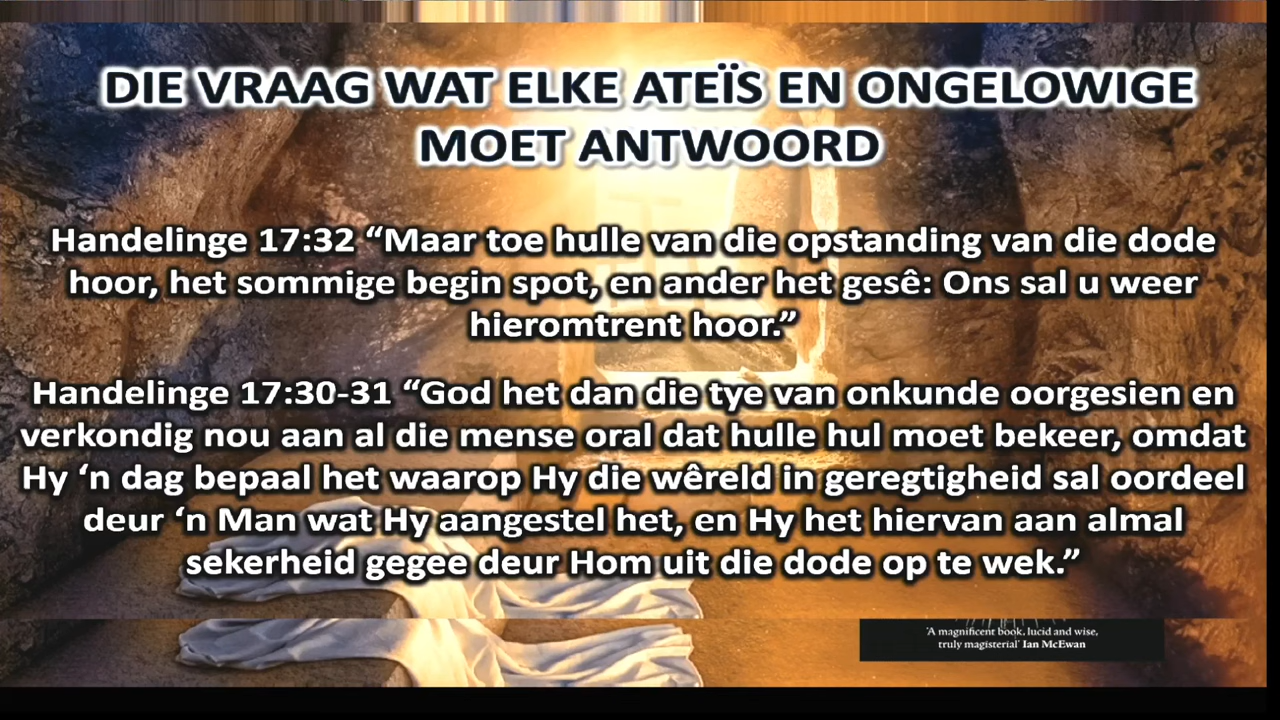 DIE VRAAG WAT ELKE ATEÏS EN ONGELOWIGE
MOET ANTWOORD
Handelinge 17:32 “Maar toe hulle van die opstanding van die dode
hoor, het sommige begin spot, en ander het gesê: Ons sal u weer
hieromtrent hoor.”
Handelinge 17:30-31 “God het dan die tye van onkunde oorgesien en
verkondig nou aan al die mense oral dat hulle hul moet bekeer, omdat
Hy ‘n dag bepaal het waarop Hy die wêreld in geregtigheid sal oordeel
deur ‘n Man wat Hy aangestel het, en Hy het hiervan aan almal
sekerheid gegee deur Hom uit die dode op te wek.”
'A magnificent book, lucid and wise,
truly magisterial' Ian McEwan